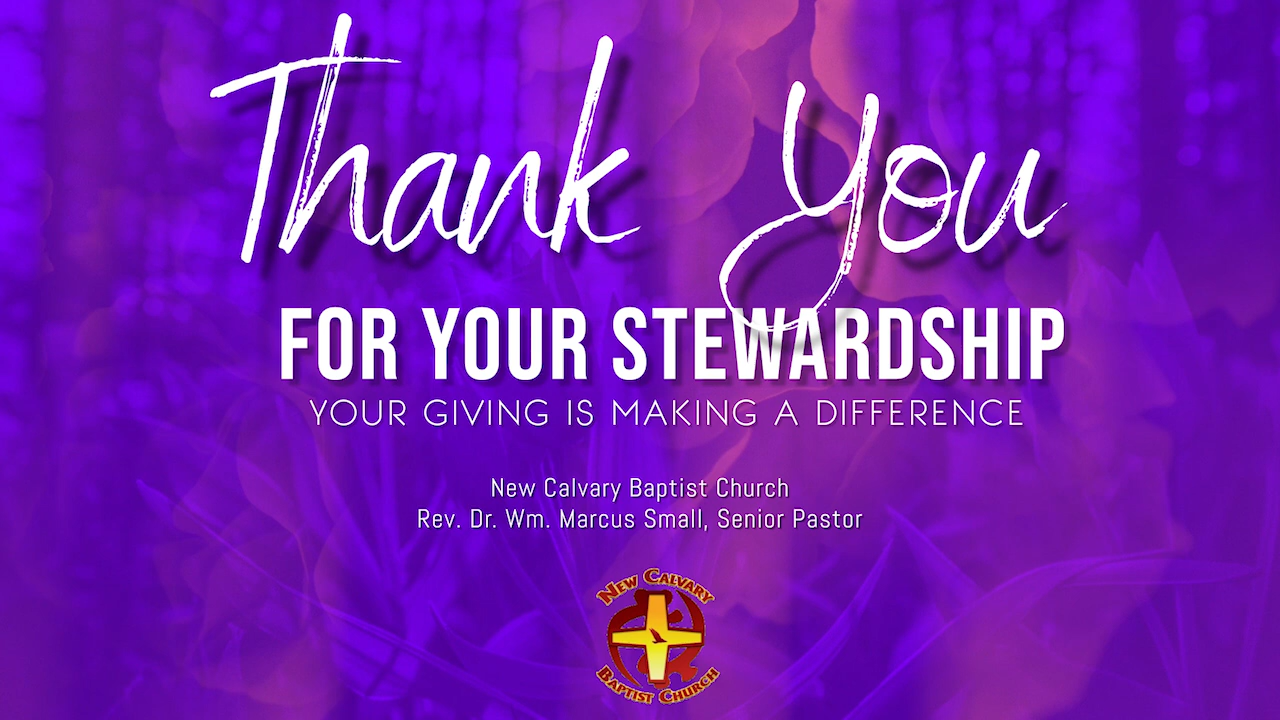 Thank You
FOR YOUR STEWARDSHIP
YOUR GIVING IS MAKING A DIFFERENCE
New Calvary Baptist Church
Rev. Dr. Wm. Marcus Small, Senior Pastor
NEW CALVARY
BAPTIST CHURCH